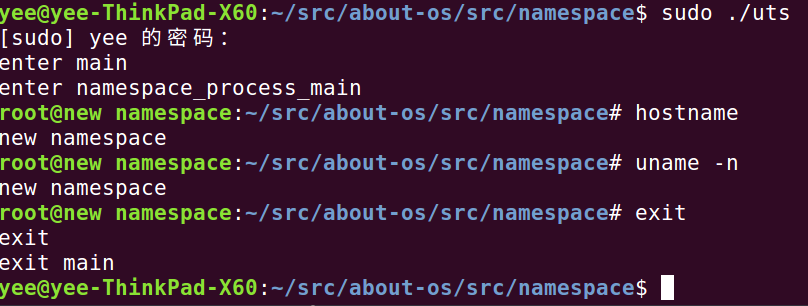 yee@yee-ThinkPad-X60:~/src/about-os/src/namespace$ sudo ./uts
[sudo] yee 的密码：
enter main
enter namespace_process_main
root@new namespace:~/src/about-os/src/namespace# hostname
new namespace
root@new namespace:~/src/about-os/src/namespace# uname -n
new namespace
root@new namespace:~/src/about-os/src/namespace# exit
exit
exit main
yee@yee-ThinkPad-X60:~/src/about-os/src/namespace$